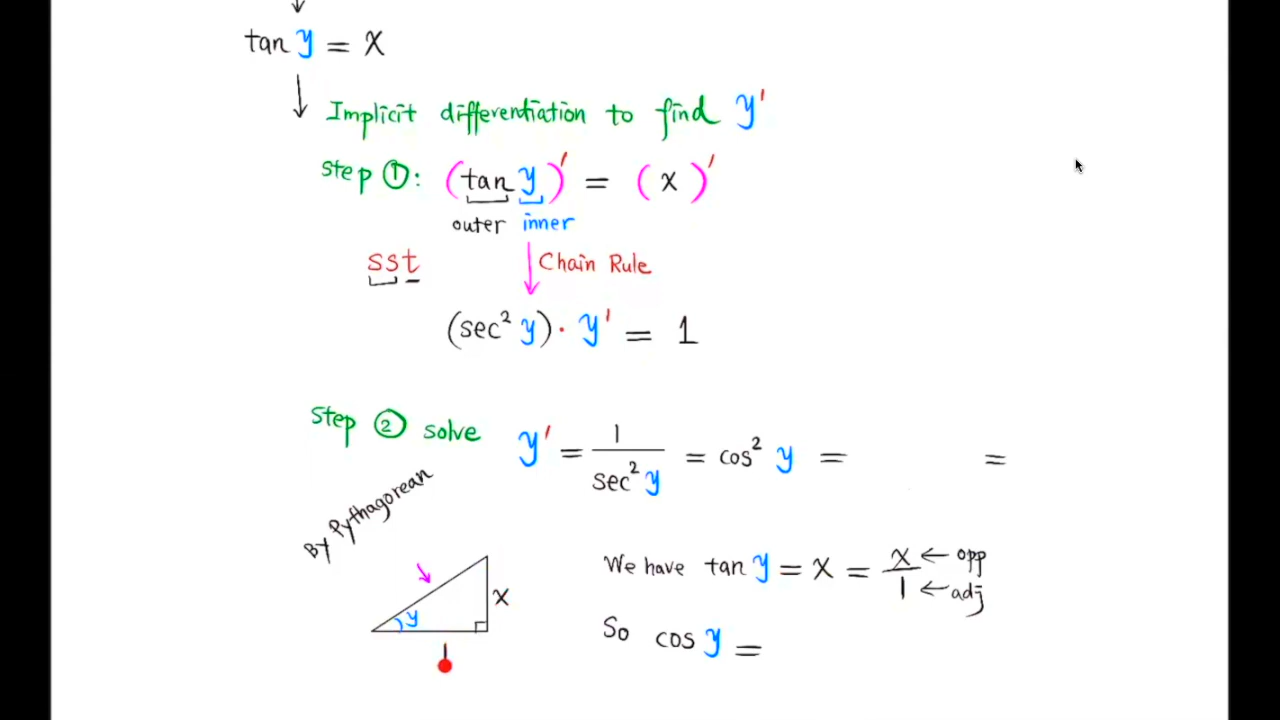 tan y = x
Implicit differentiation to find y'
Step ①: (tan y)' = (x)'
outer inner
sst Chain Rule
(sec² y) · y' = 1
Step ② solve y' = 1/sec² y = cos² y = =
By Pythagorean
We have tan y = x = x/1 ← opp ← adj
y x
1
So cos y =